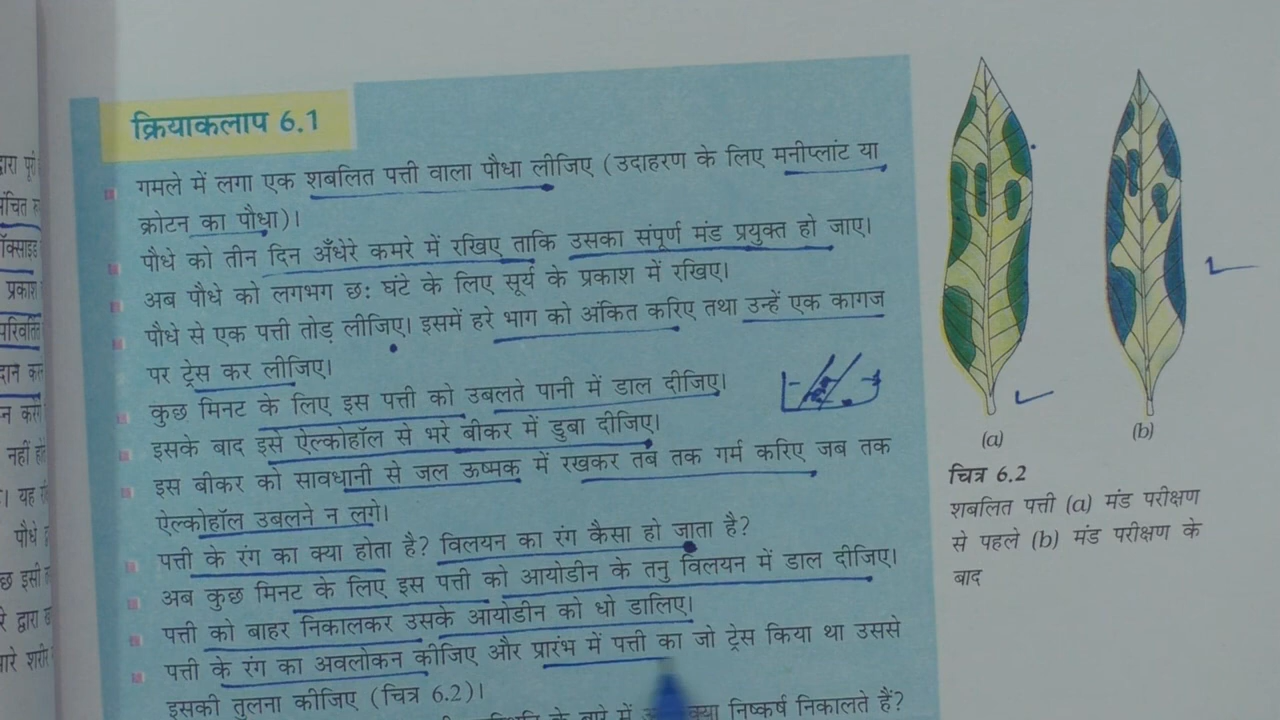 क्रियाकलाप 6.1
गमले में लगा एक शबलित पत्ती वाला पौधा लीजिए (उदाहरण के लिए मनीप्लांट या
क्रोटन का पौधा)।
पौधे को तीन दिन अँधेरे कमरे में रखिए ताकि उसका संपूर्ण मंड प्रयुक्त हो जाए।
अब पौधे को लगभग छः घंटे के लिए सूर्य के प्रकाश में रखिए।
पौधे से एक पत्ती तोड़ लीजिए। इसमें हरे भाग को अंकित करिए तथा उन्हें एक कागज
पर ट्रेस कर लीजिए।
कुछ मिनट के लिए इस पत्ती को उबलते पानी में डाल दीजिए।
इसके बाद इसे ऐल्कोहॉल से भरे बीकर में डुबा दीजिए।
इस बीकर को सावधानी से जल ऊष्मक में रखकर तब तक गर्म करिए जब तक
ऐल्कोहॉल उबलने न लगे।
पत्ती के रंग का क्या होता है? विलयन का रंग कैसा हो जाता है?
अब कुछ मिनट के लिए इस पत्ती को आयोडीन के तनु विलयन में डाल दीजिए।
पत्ती को बाहर निकालकर उसके आयोडीन को धो डालिए।
पत्ती के रंग का अवलोकन कीजिए और प्रारंभ में पत्ती का जो ट्रेस किया था उससे
इसकी तुलना कीजिए (चित्र 6.2)।
के बारे में क्या निष्कर्ष निकालते हैं?
(a)
(b)
चित्र 6.2
शबलित पत्ती (a) मंड परीक्षण
से पहले (b) मंड परीक्षण के
बाद
द्वारा
प्रकाश
नहीं
यह
पौधे
द्वारा